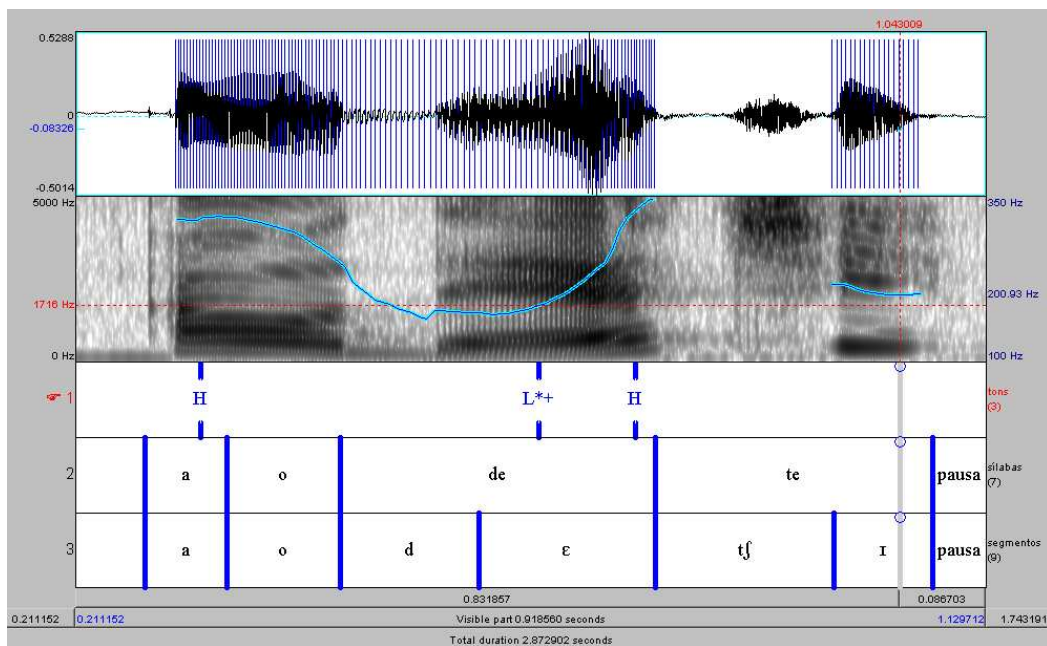 1.043009
0.5288
0
-0.08326
-0.5014
5000 Hz
350 Hz
1716 Hz
200.93 Hz
0 Hz
100 Hz
☞ 1
H
L*+
H
tons
(3)
2
a
o
de
te
pausa
sílabas
(7)
3
a
o
d
ɛ
tʃ
ɪ
pausa
segmentos
(9)
0.831857
0.086703
0.211152
0.211152
Visible part 0.918560 seconds
1.129712
1.743191
Total duration 2.872902 seconds